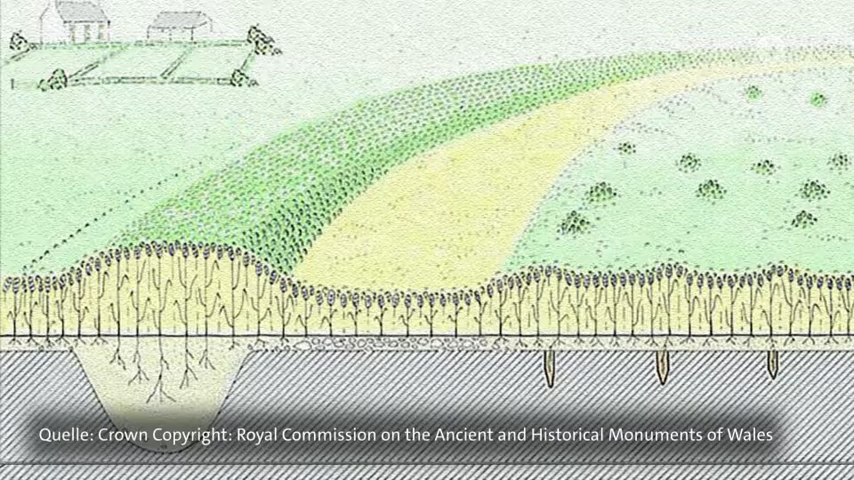 Quelle: Crown Copyright: Royal Commission on the Ancient and Historical Monuments of Wales